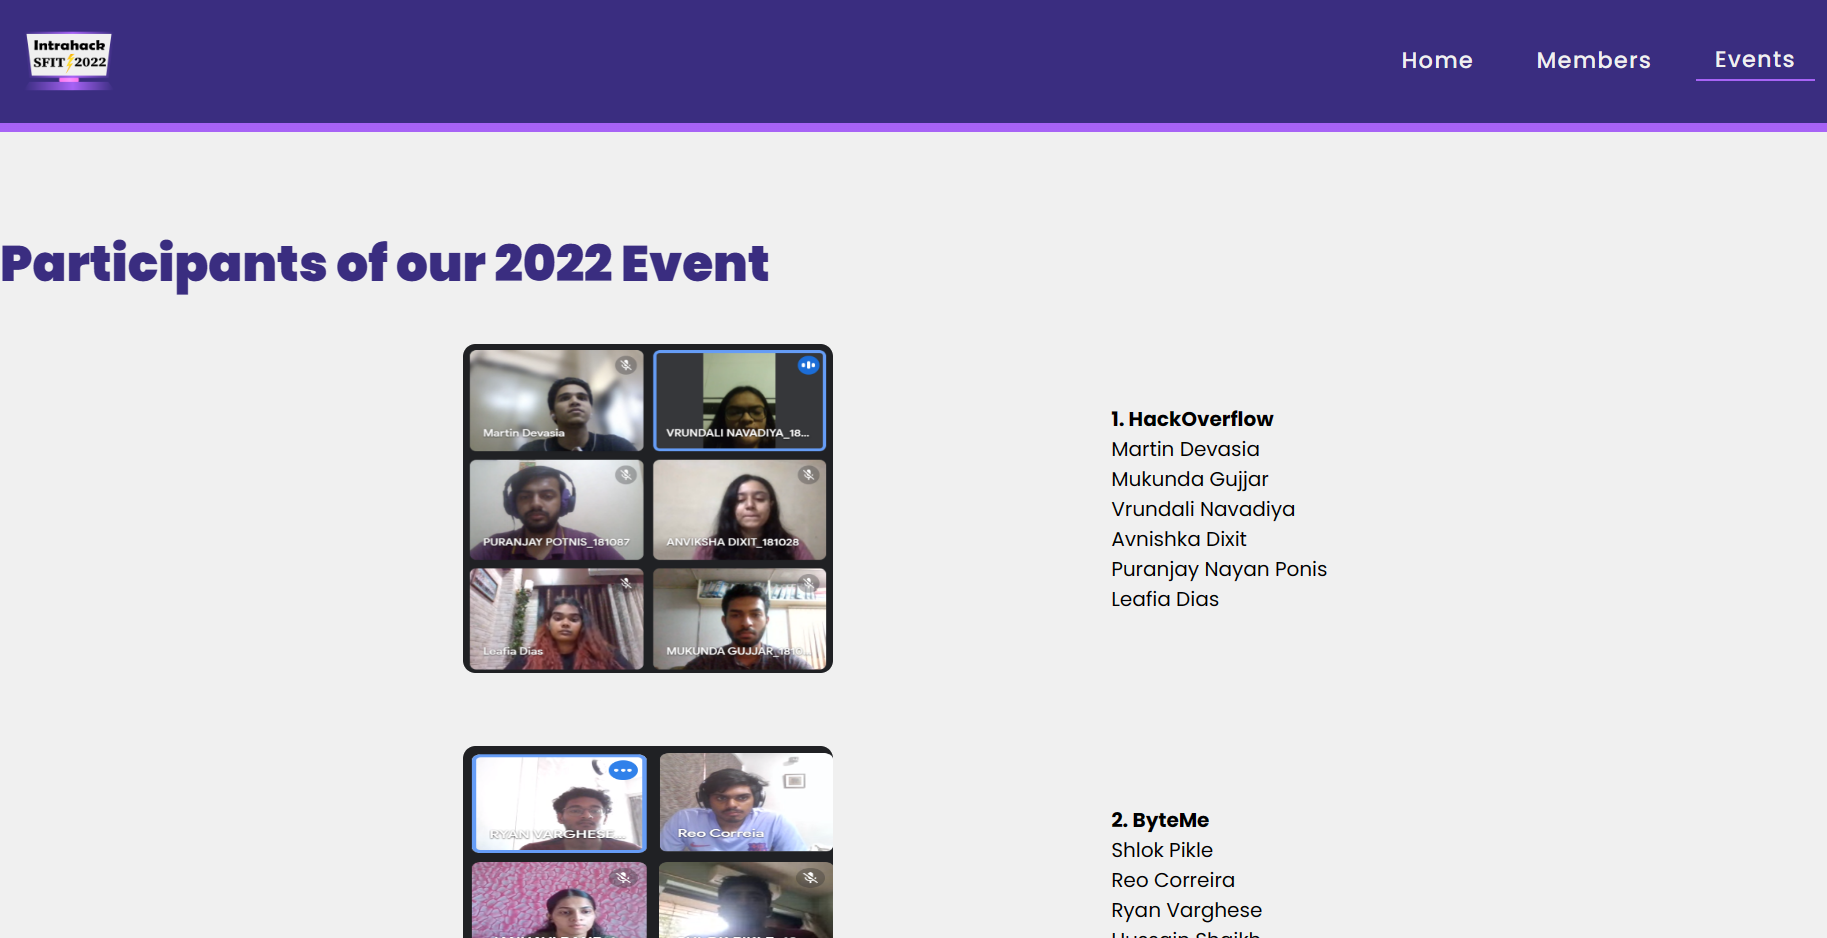 Intrahack
SFIT 2022
Home
Members
Events
Participants of our 2022 Event
Martin Devasia
VRUNDALI NAVADIYA_18...
PURANJAY POTNIS_181087
ANVIKSHA DIXIT_181028
Leafia Dias
MUKUNDA GUJJAR_1810...
1. HackOverflow
Martin Devasia
Mukunda Gujjar
Vrundali Navadiya
Avnishka Dixit
Puranjay Nayan Ponis
Leafia Dias
RYAN VARGHESE...
Reo Correia
2. ByteMe
Shlok Pikle
Reo Correira
Ryan Varghese
Hussain Shaikh